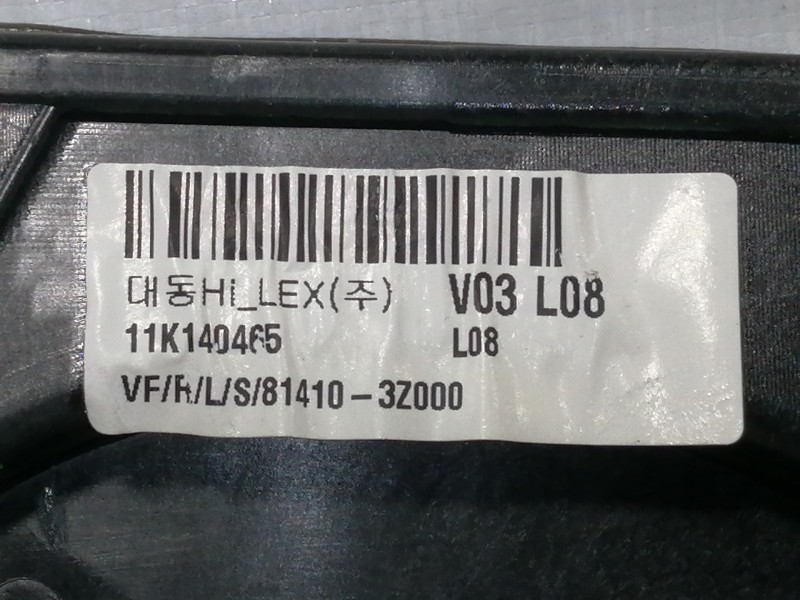 대동Hi_LEX(주) V03 L08
11K140465 L08
VF/R/L/S/81410-3Z000